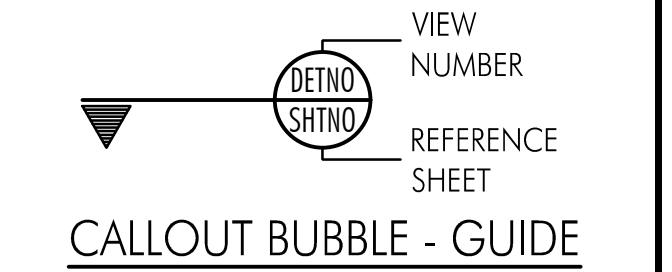 VIEW
NUMBER
DETNO
SHTNO
REFERENCE
SHEET
CALLOUT BUBBLE - GUIDE